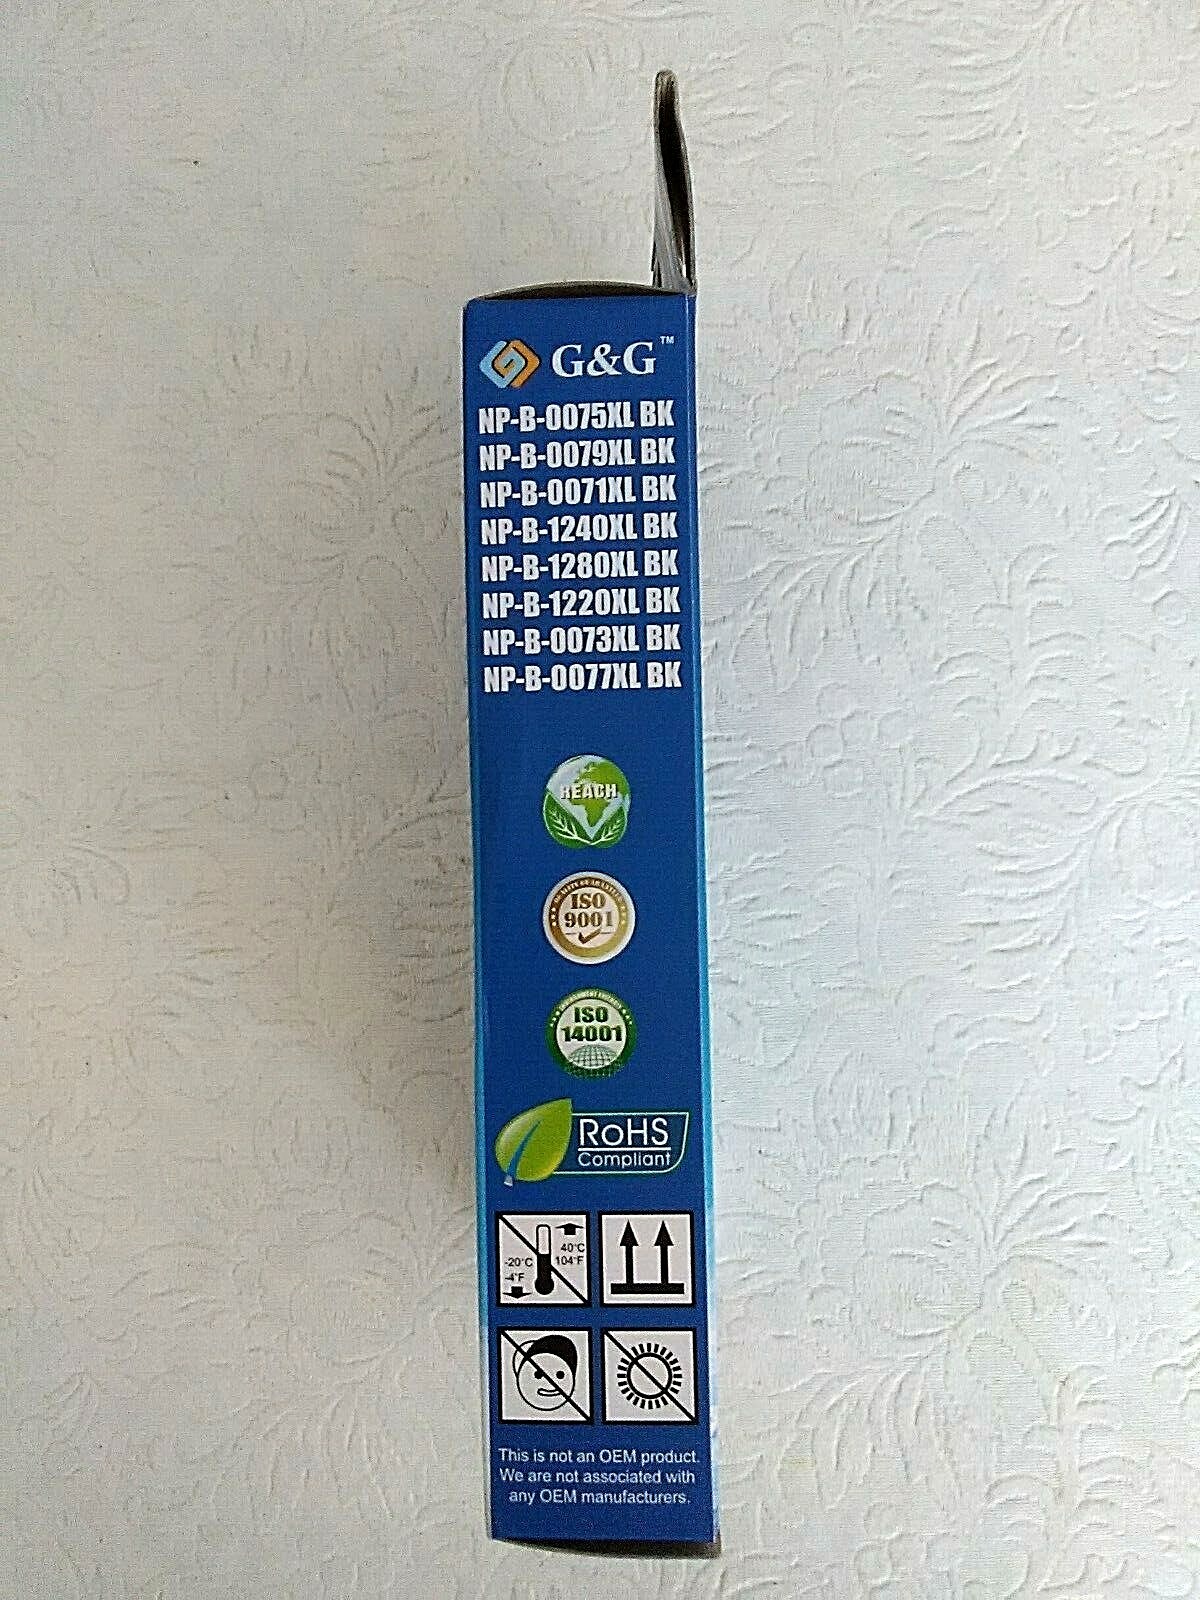 G&G™
NP-B-0075XL BK
NP-B-0079XL BK
NP-B-0071XL BK
NP-B-1240XL BK
NP-B-1280XL BK
NP-B-1220XL BK
NP-B-0073XL BK
NP-B-0077XL BK
REACH
ISO
9001
ISO
14001
RoHS
Compliant
40°C
-20°C 104°F
-4°F
This is not an OEM product.
We are not associated with
any OEM manufacturers.